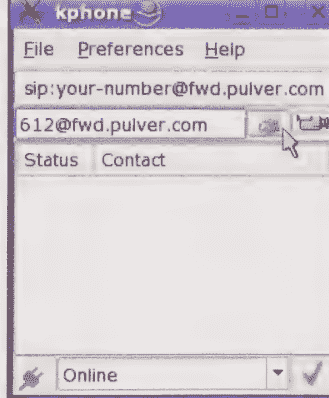 kphone
File Preferences Help
sip:your-number@fwd.pulver.com
612@fwd.pulver.com
Status Contact
Online